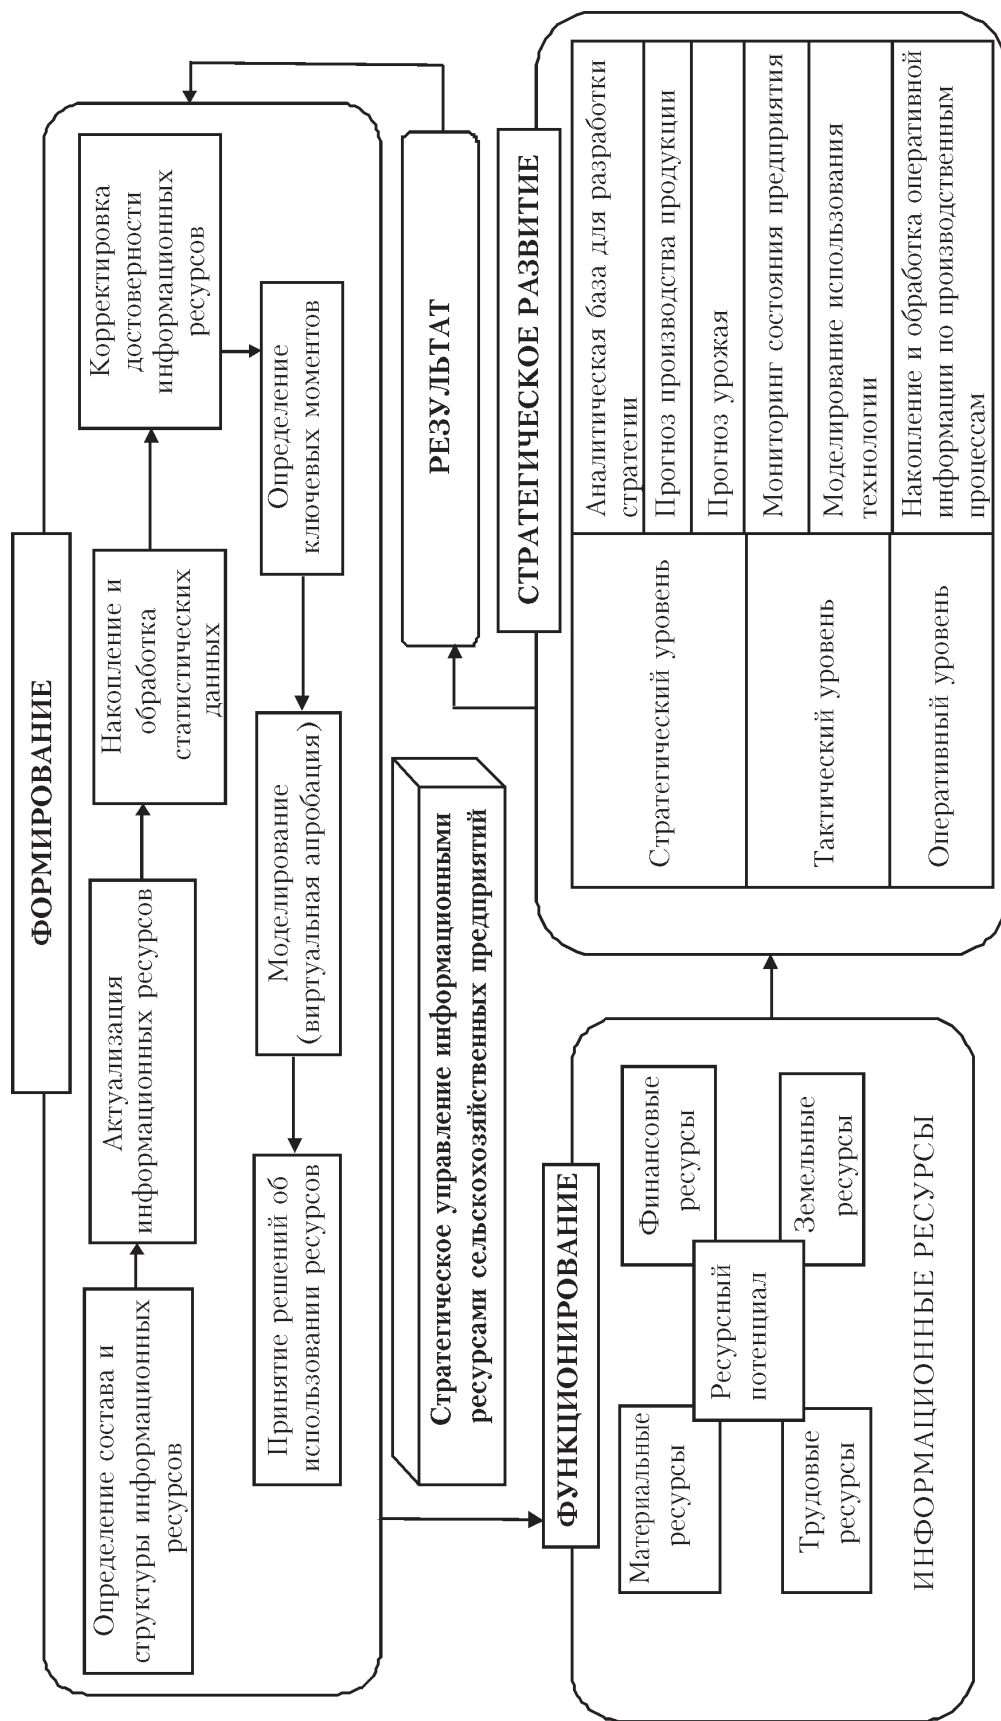 ФОРМИРОВАНИЕ
Определение состава и
структуры информационных
ресурсов
Актуализация
информационных ресурсов
Накопление и
обработка
статистических
данных
Корректировка
достоверности
информационных
ресурсов
Принятие решений об
использовании ресурсов
Моделирование
(виртуальная апробация)
Определение
ключевых моментов
Стратегическое управление информационными
ресурсами сельскохозяйственных предприятий
РЕЗУЛЬТАТ
ФУНКЦИОНИРОВАНИЕ
Материальные
ресурсы
Финансовые
ресурсы
Ресурсный
потенциал
Трудовые
ресурсы
Земельные
ресурсы
ИНФОРМАЦИОННЫЕ РЕСУРСЫ
СТРАТЕГИЧЕСКОЕ РАЗВИТИЕ
Стратегический уровень
Аналитическая база для разработки
стратегии
Прогноз производства продукции
Прогноз урожая
Тактический уровень
Мониторинг состояния предприятия
Моделирование использования
технологии
Оперативный уровень
Накопление и обработка оперативной
информации по производственным
процессам